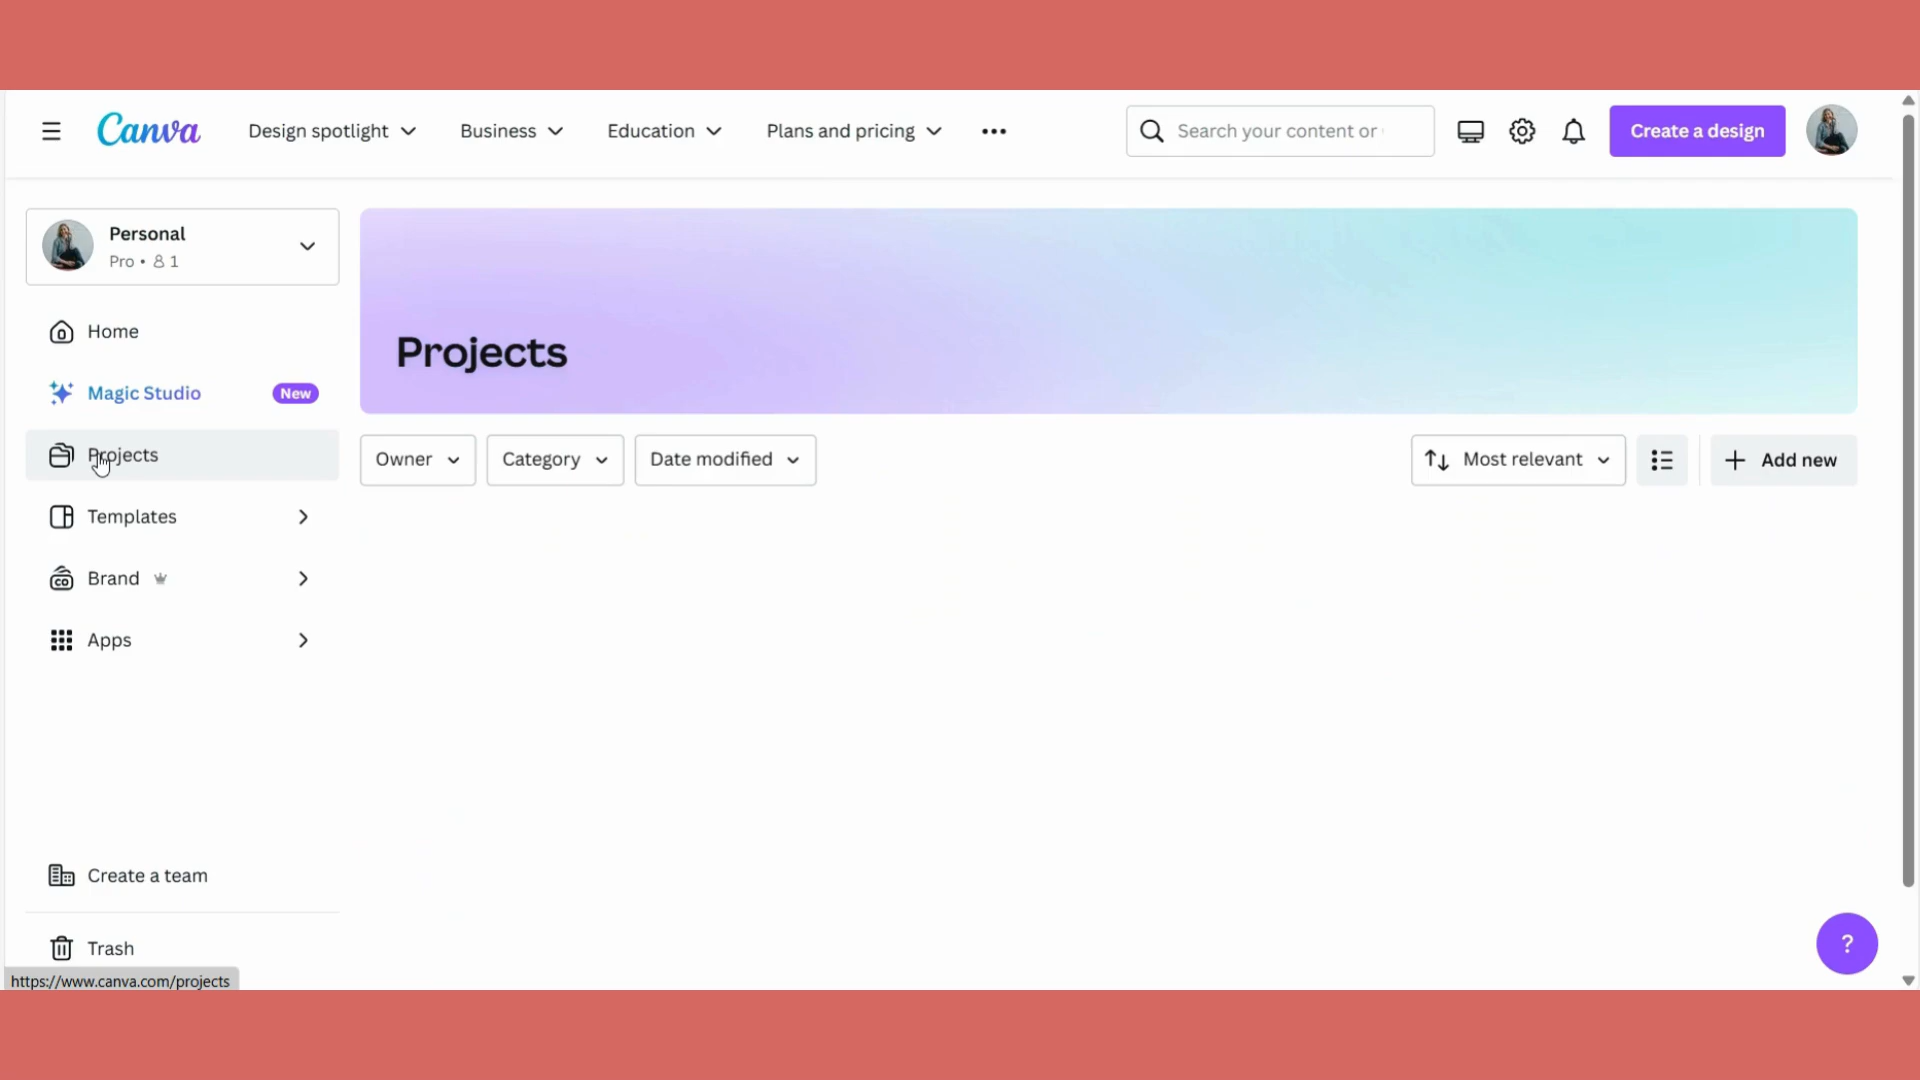 Canva
Design spotlight
Business
Education
Plans and pricing
Search your content or
Create a design
Personal
Pro • 1
Home
Magic Studio
New
Projects
Templates
Brand
CO
Apps
Create a team
Trash
https://www.canva.com/projects
Projects
Owner
Category
Date modified
Most relevant
Add new
?